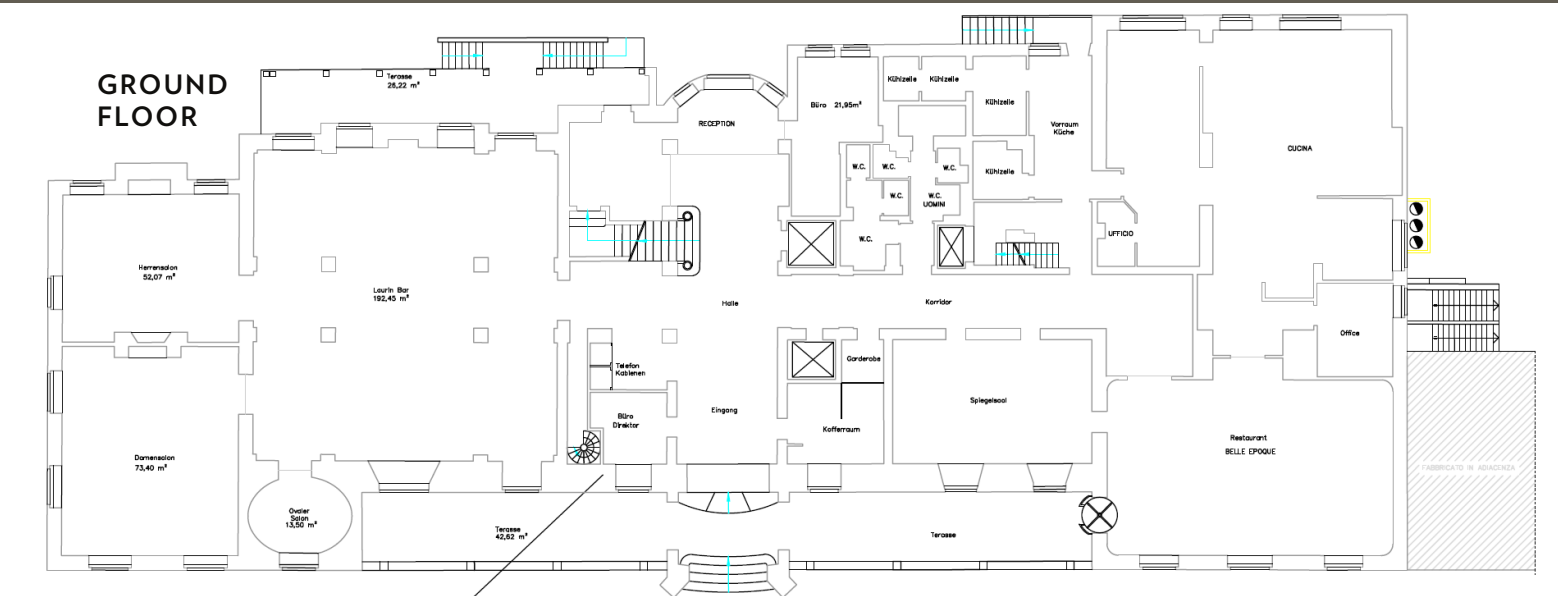 GROUND
FLOOR
Terasse
26,22 m²
RECEPTION
Büro 21,95m²
Kühlzelle
Kühlzelle
Kühlzelle
Vorraum
Küche
CUCINA
W.C.
W.C.
W.C.
Kühlzelle
W.C.
W.C.
UOMINI
W.C.
UFFICIO
Herrensalon
52,07 m²
Laurin Bar
192,45 m²
Halle
Korridor
Office
Telefon
Kabienen
Garderobe
Spiegelsaal
Büro
Direktor
Eingang
Kofferraum
Restaurant
BELLE EPOQUE
Damensalon
73,40 m²
FABBRICATO IN ADIACENZA
Ovaler
Salon
13,50 m²
Terasse
42,62 m²
Terasse